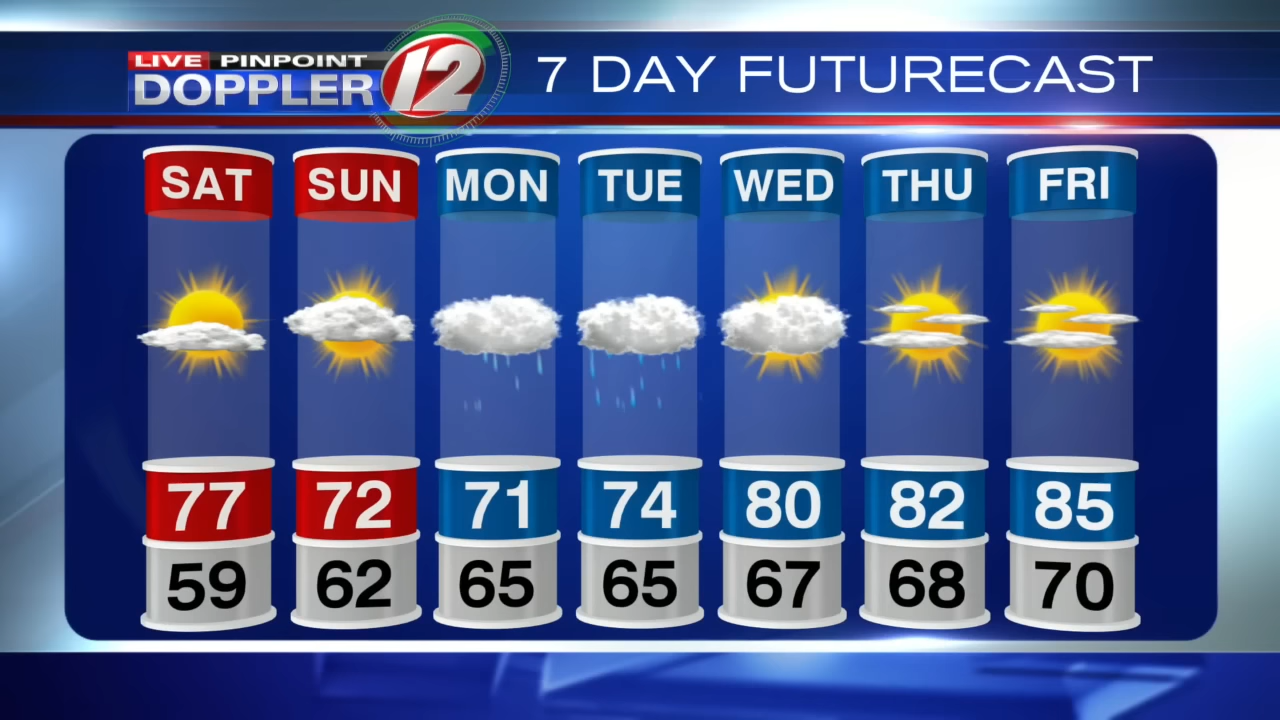 LIVE PINPOINT
DOPPLER 12
7 DAY FUTURECAST
SAT SUN MON TUE WED THU FRI
77 72 71 74 80 82 85
59 62 65 65 67 68 70